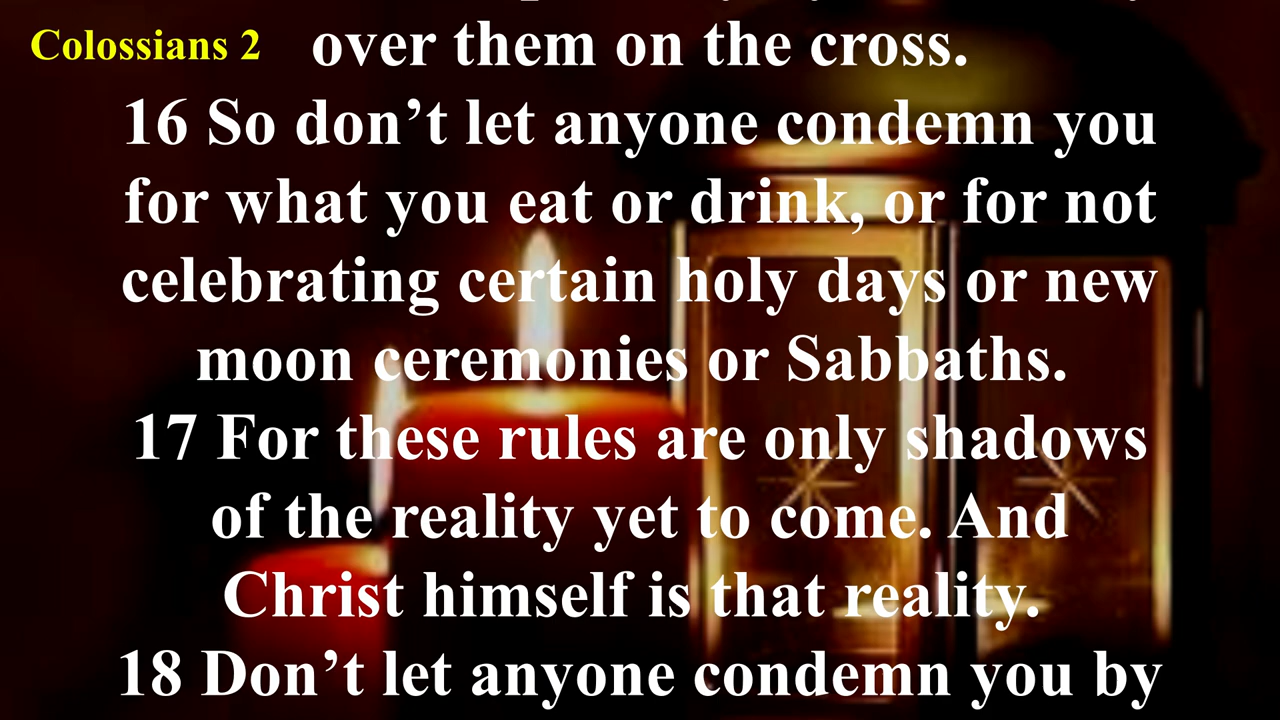 Colossians 2
over them on the cross.
16 So don’t let anyone condemn you
for what you eat or drink, or for not
celebrating certain holy days or new
moon ceremonies or Sabbaths.
17 For these rules are only shadows
of the reality yet to come. And
Christ himself is that reality.
18 Don’t let anyone condemn you by